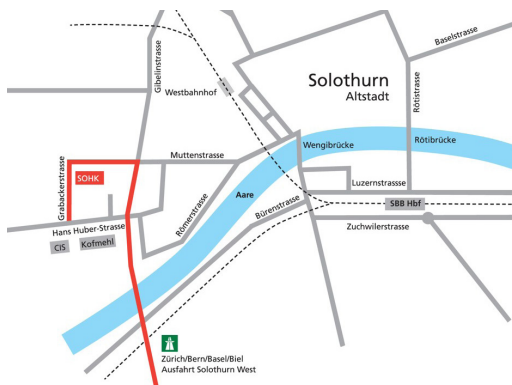 Baselstrasse
Gibelinstrasse
Solothurn
Altstadt
Westbahnhof
Rötistrasse
Wengibrücke
Rötibrücke
Muttenstrasse
Grabackerstrasse
SOHK
Luzernstrassse
Aare
Römerstrasse
Bürenstrasse
SBB Hbf
Hans Huber-Strasse
Zuchwilerstrasse
CIS
Kofmehl
Zürich/Bern/Basel/Biel
Ausfahrt Solothurn West